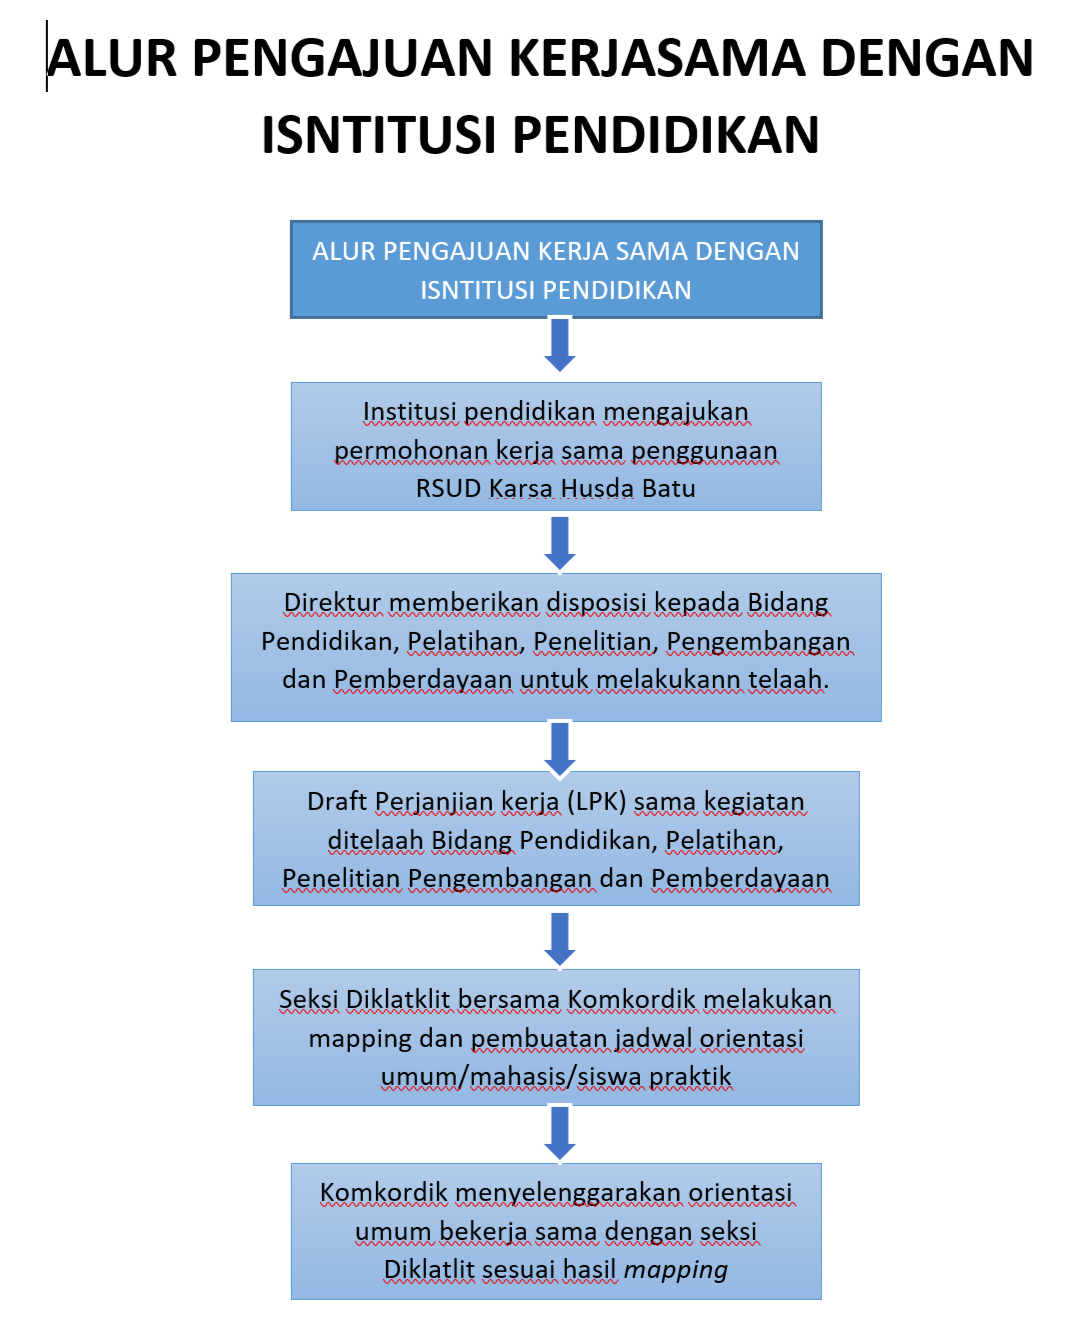 ALUR PENGAJUAN KERJASAMA DENGAN
ISNTITUSI PENDIDIKAN
ALUR PENGAJUAN KERJA SAMA DENGAN
ISNTITUSI PENDIDIKAN
Institusi pendidikan mengajukan
permohonan kerja sama penggunaan
RSUD Karsa Husda Batu
Direktur memberikan disposisi kepada Bidang
Pendidikan, Pelatihan, Penelitian, Pengembangan
dan Pemberdayaan untuk melakukann telaah.
Draft Perjanjian kerja (LPK) sama kegiatan
ditelaah Bidang Pendidikan, Pelatihan,
Penelitian Pengembangan dan Pemberdayaan
Seksi Diklatklit bersama Komkordik melakukan
mapping dan pembuatan jadwal orientasi
umum/mahasis/siswa praktik
Komkordik menyelenggarakan orientasi
umum bekerja sama dengan seksi
Diklatlit sesuai hasil mapping